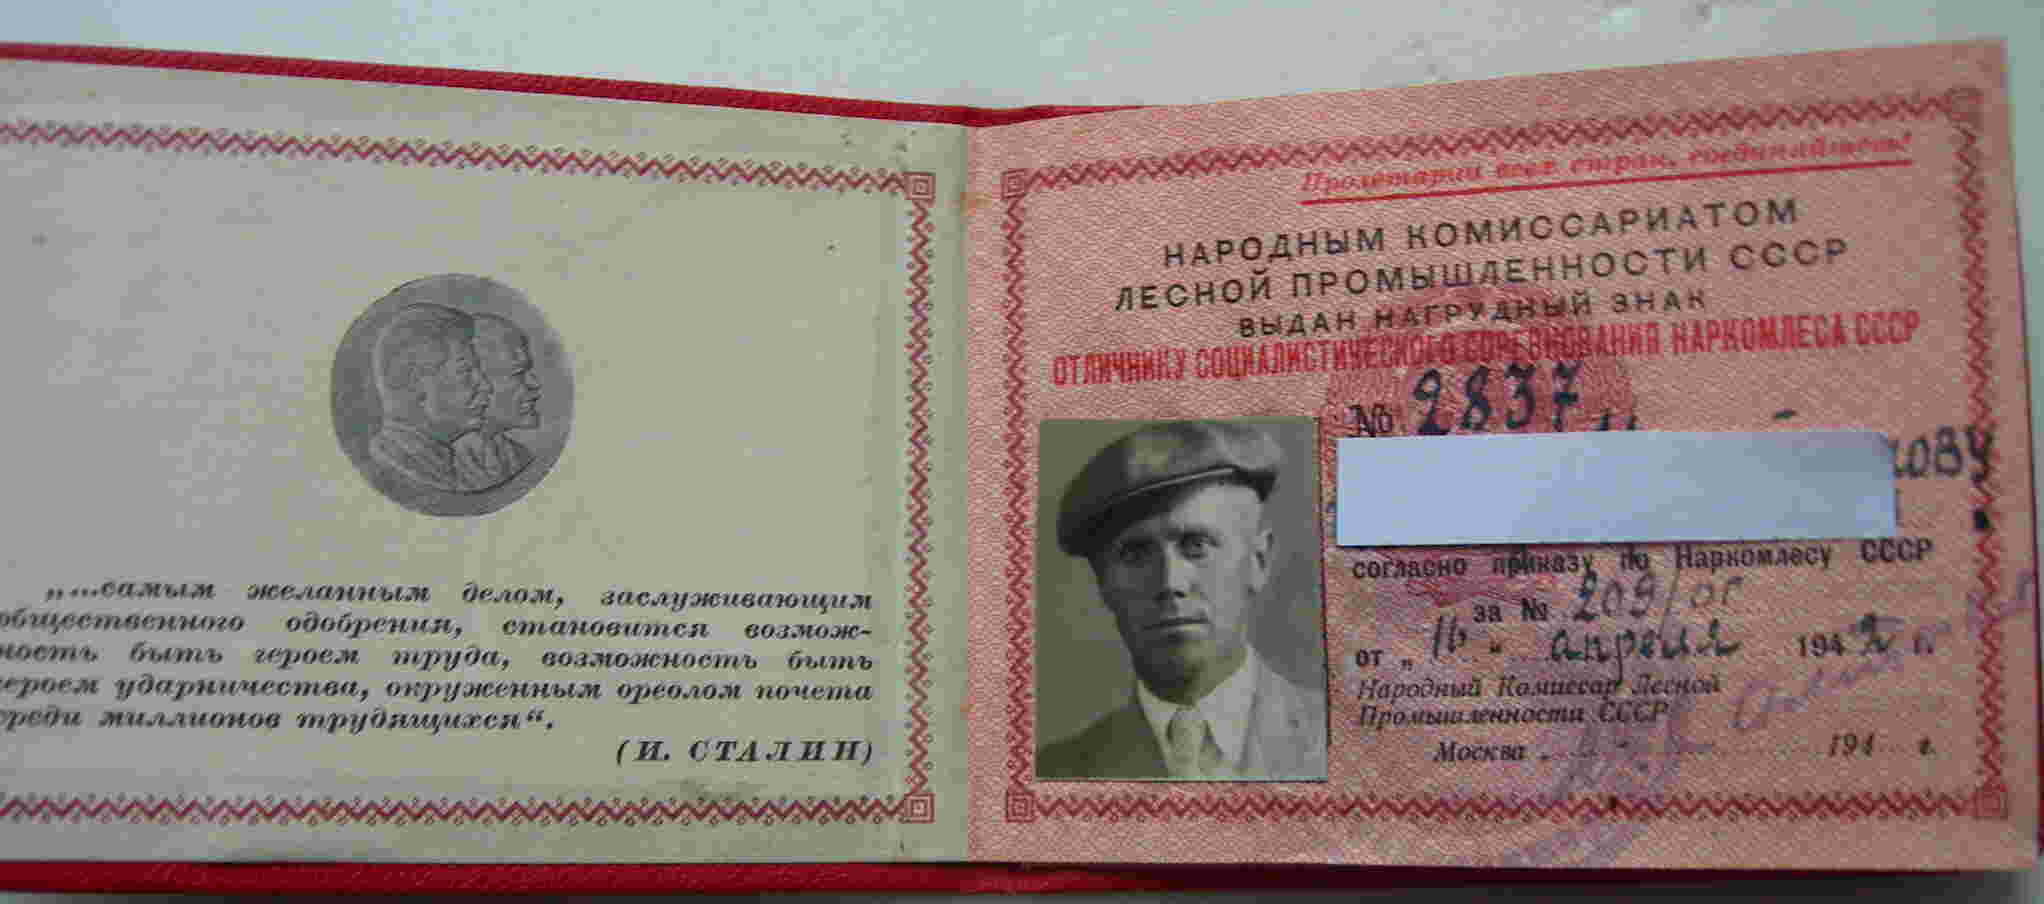 „...самым желанным делом, заслуживающим
общественного одобрения, становится возмож-
ность быть героем труда, возможность быть
героем ударничества, окруженным ореолом почета
среди миллионов трудящихся“.
(И. СТАЛИН)
Пролетарии всех стран, соединяйтесь!
НАРОДНЫМ КОМИССАРИАТОМ
ЛЕСНОЙ ПРОМЫШЛЕННОСТИ СССР
ВЫДАН НАГРУДНЫЙ ЗНАК
ОТЛИЧНИКУ СОЦИАЛИСТИЧЕСКОГО СОРЕВНОВАНИЯ НАРКОМЛЕСА СССР
№ 2837
ову
согласно приказу по Наркомлесу СССР
за № 209/ог
от „16“ апреля 1942 г.
Народный Комиссар Лесной
Промышленности СССР
Москва 194 г.